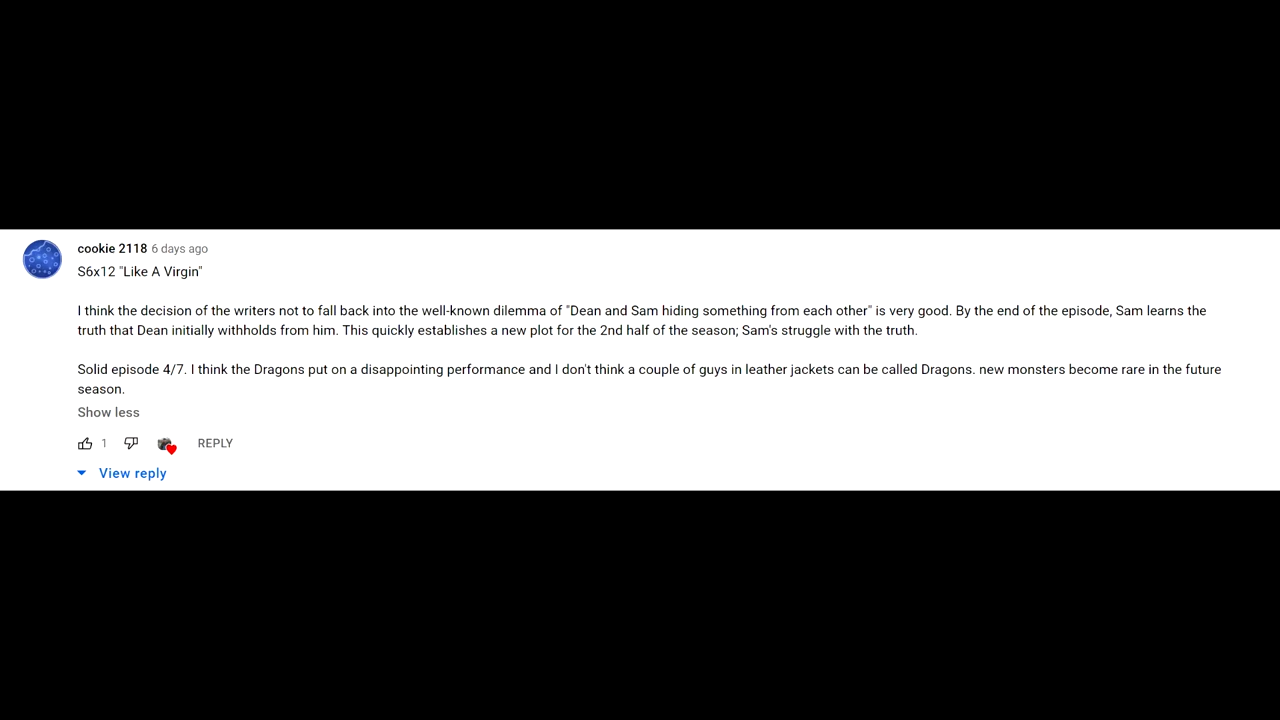 cookie 2118 6 days ago
S6x12 "Like A Virgin"
I think the decision of the writers not to fall back into the well-known dilemma of "Dean and Sam hiding something from each other" is very good. By the end of the episode, Sam learns the
truth that Dean initially withholds from him. This quickly establishes a new plot for the 2nd half of the season; Sam's struggle with the truth.
Solid episode 4/7. I think the Dragons put on a disappointing performance and I don't think a couple of guys in leather jackets can be called Dragons. new monsters become rare in the future
season.
Show less
1 REPLY
View reply